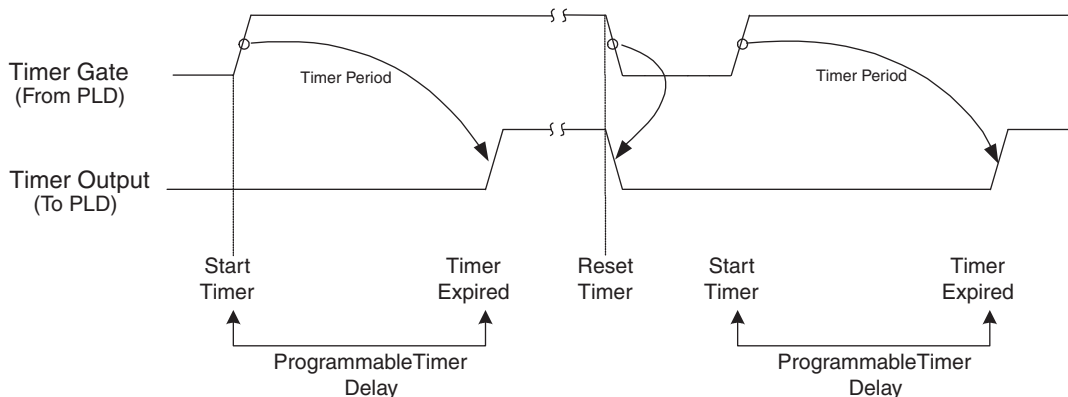 Timer Gate
(From PLD)
Timer Period
Timer Period
Timer Output
(To PLD)
Start
Timer
Timer
Expired
Reset
Timer
Start
Timer
Timer
Expired
ProgrammableTimer
Delay
ProgrammableTimer
Delay